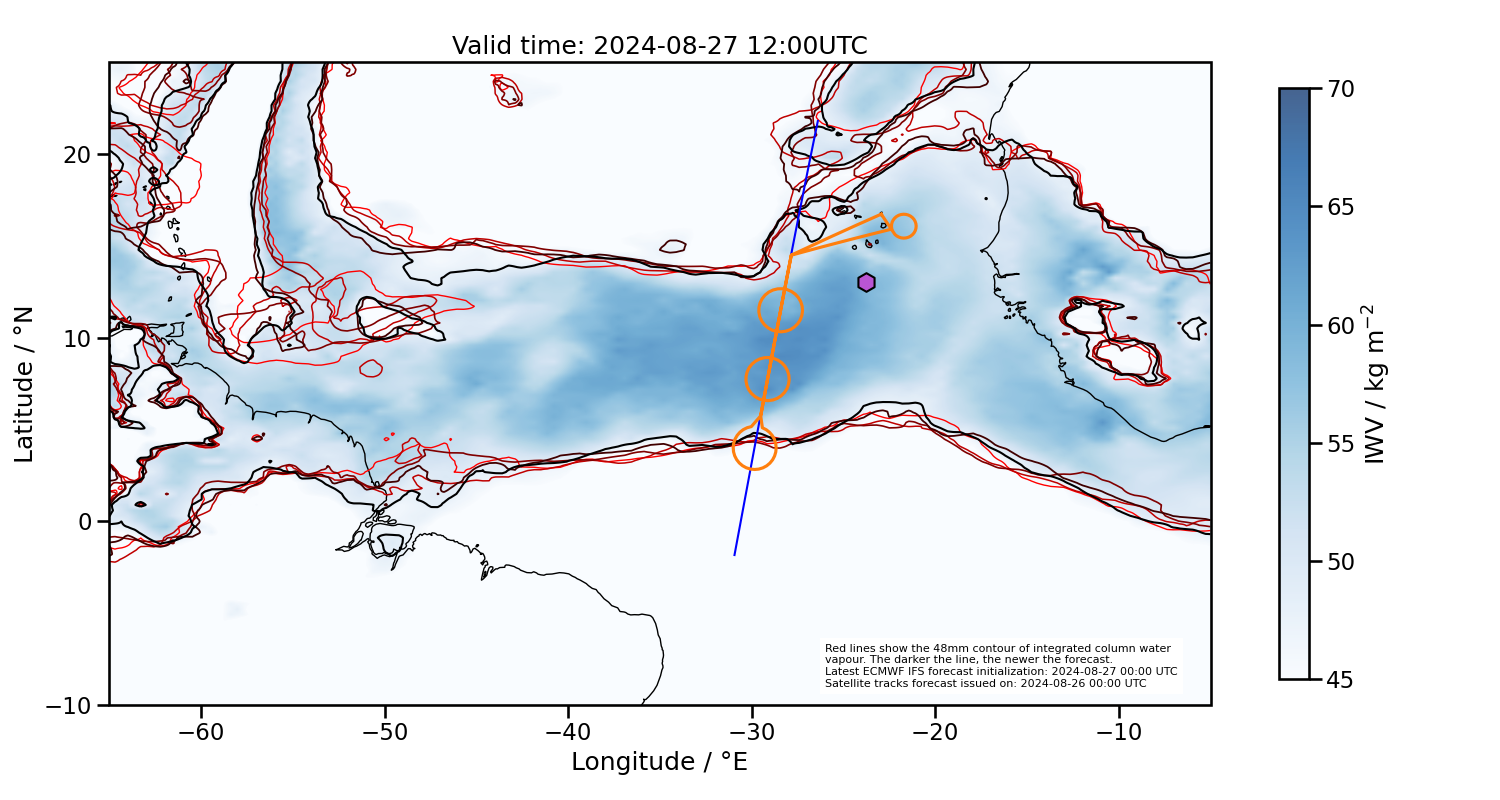 Valid time: 2024-08-27 12:00UTC
Latitude / °N
20
10
0
−10
−60
−50
−40
−30
−20
−10
Longitude / °E
Red lines show the 48mm contour of integrated column water
vapour. The darker the line, the newer the forecast.
Latest ECMWF IFS forecast initialization: 2024-08-27 00:00 UTC
Satellite tracks forecast issued on: 2024-08-26 00:00 UTC
70
65
60
55
50
45
IWV / kg m⁻²